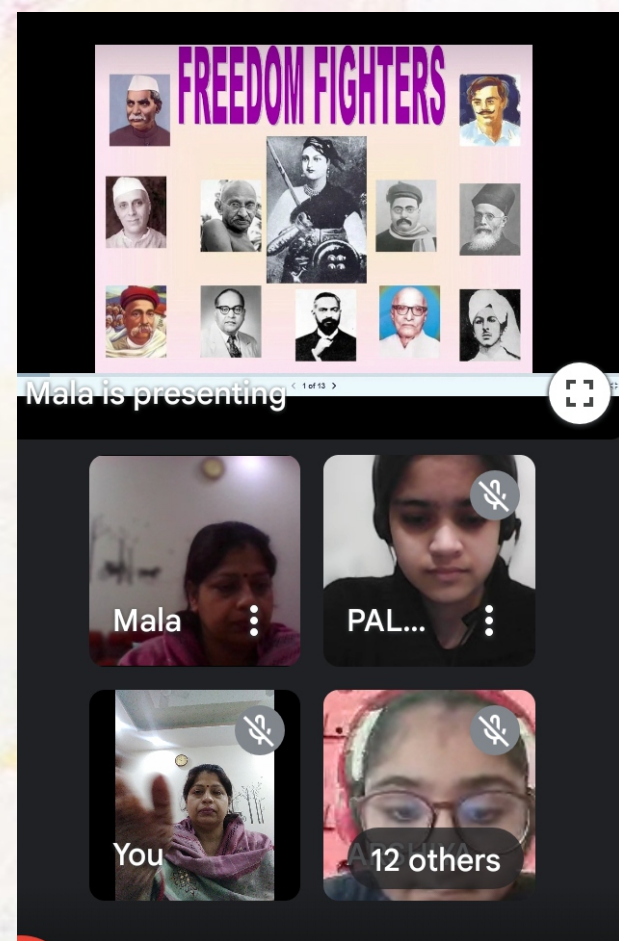 FREEDOM FIGHTERS
Mala is presenting
1 of 13
Mala
PAL...
You
12 others